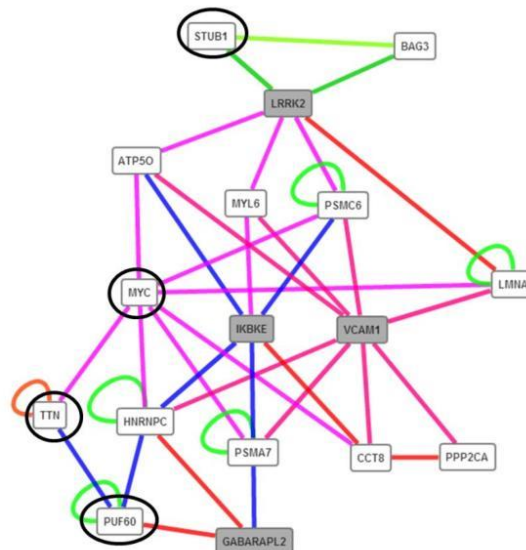 STUB1
BAG3
LRRK2
ATP5O
MYL6
PSMC6
LMNA
MYC
IKBKE
VCAM1
TTN
HNRNPC
PSMA7
CCT8
PPP2CA
PUF60
GABARAPL2